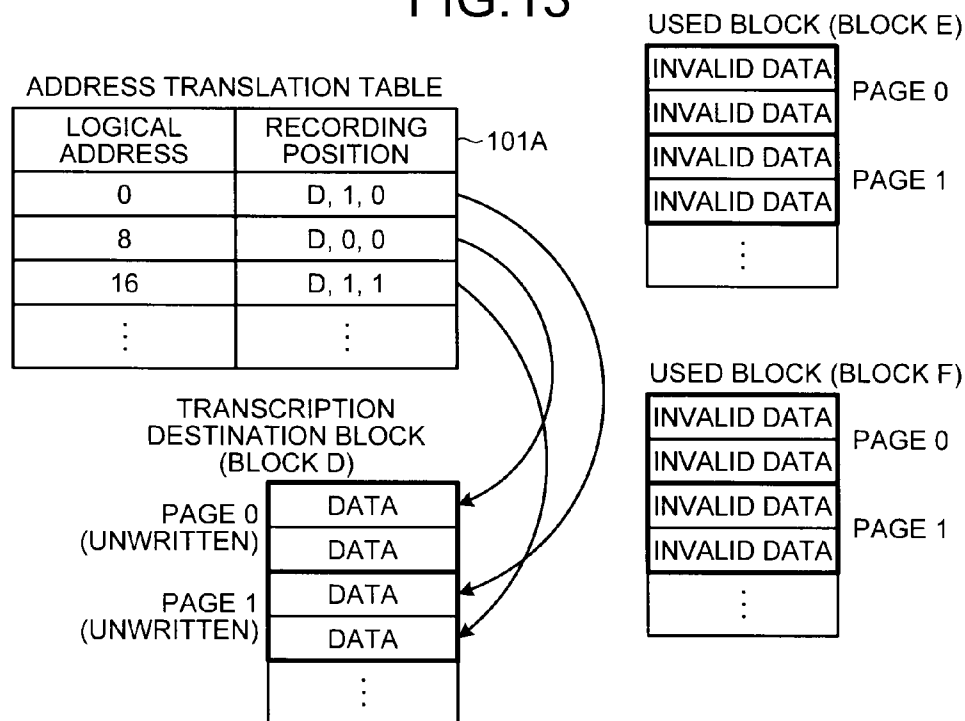 FIG.13
ADDRESS TRANSLATION TABLE
LOGICAL ADDRESS
RECORDING POSITION
~101A
0
D, 1, 0
8
D, 0, 0
16
D, 1, 1
⋮
⋮
TRANSCRIPTION
DESTINATION BLOCK
(BLOCK D)
PAGE 0
(UNWRITTEN)
DATA
DATA
PAGE 1
(UNWRITTEN)
DATA
DATA
⋮
USED BLOCK (BLOCK E)
INVALID DATA
INVALID DATA
PAGE 0
INVALID DATA
INVALID DATA
PAGE 1
⋮
USED BLOCK (BLOCK F)
INVALID DATA
INVALID DATA
PAGE 0
INVALID DATA
INVALID DATA
PAGE 1
⋮